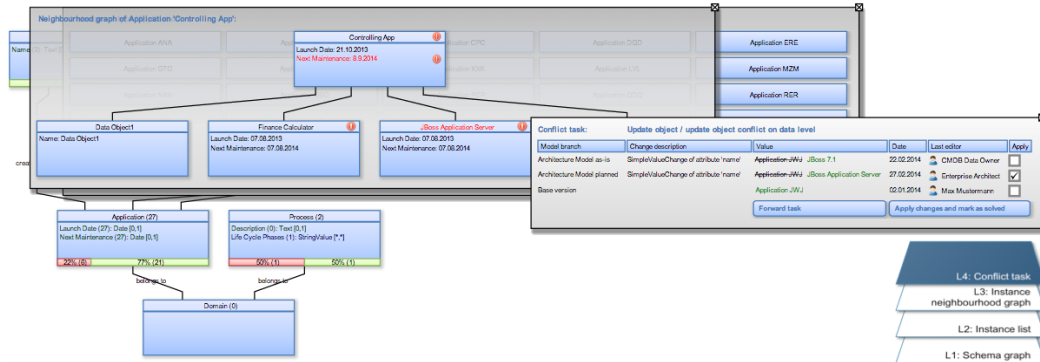 Neighbourhood graph of Application 'Controlling App':
Application ANA
Application CPC
Application DQD
Application ERE
Application MZM
Application RER
Controlling App
Launch Date: 21.10.2013
Next Maintenance: 8.9.2014
Data Object1
Name: Data Object1
Finance Calculator
Launch Date: 07.08.2013
Next Maintenance: 07.08.2014
JBoss Application Server
Launch Date: 07.08.2013
Next Maintenance: 07.08.2014
Conflict task: Update object / update object conflict on data level
Model branch Change description Value Date Last editor Apply
Architecture Model as-is SimpleValueChange of attribute 'name' Application JWJ JBoss 7.1 22.02.2014 CMDB Data Owner
Architecture Model planned SimpleValueChange of attribute 'name' Application JWJ JBoss Application Server 27.02.2014 Enterprise Architect
Base version Application JWJ 02.01.2014 Max Mustermann
Forward task Apply changes and mark as solved
Application (27)
Launch Date (27): Date [0,1]
Next Maintenance (27): Date [0,1]
22% (6) 77% (21)
Process (2)
Description (0): Text [0,1]
Life Cycle Phases (1): StringValue [*,*]
50% (1) 50% (1)
belongs to
belongs to
Domain (0)
L4: Conflict task
L3: Instance
neighbourhood graph
L2: Instance list
L1: Schema graph